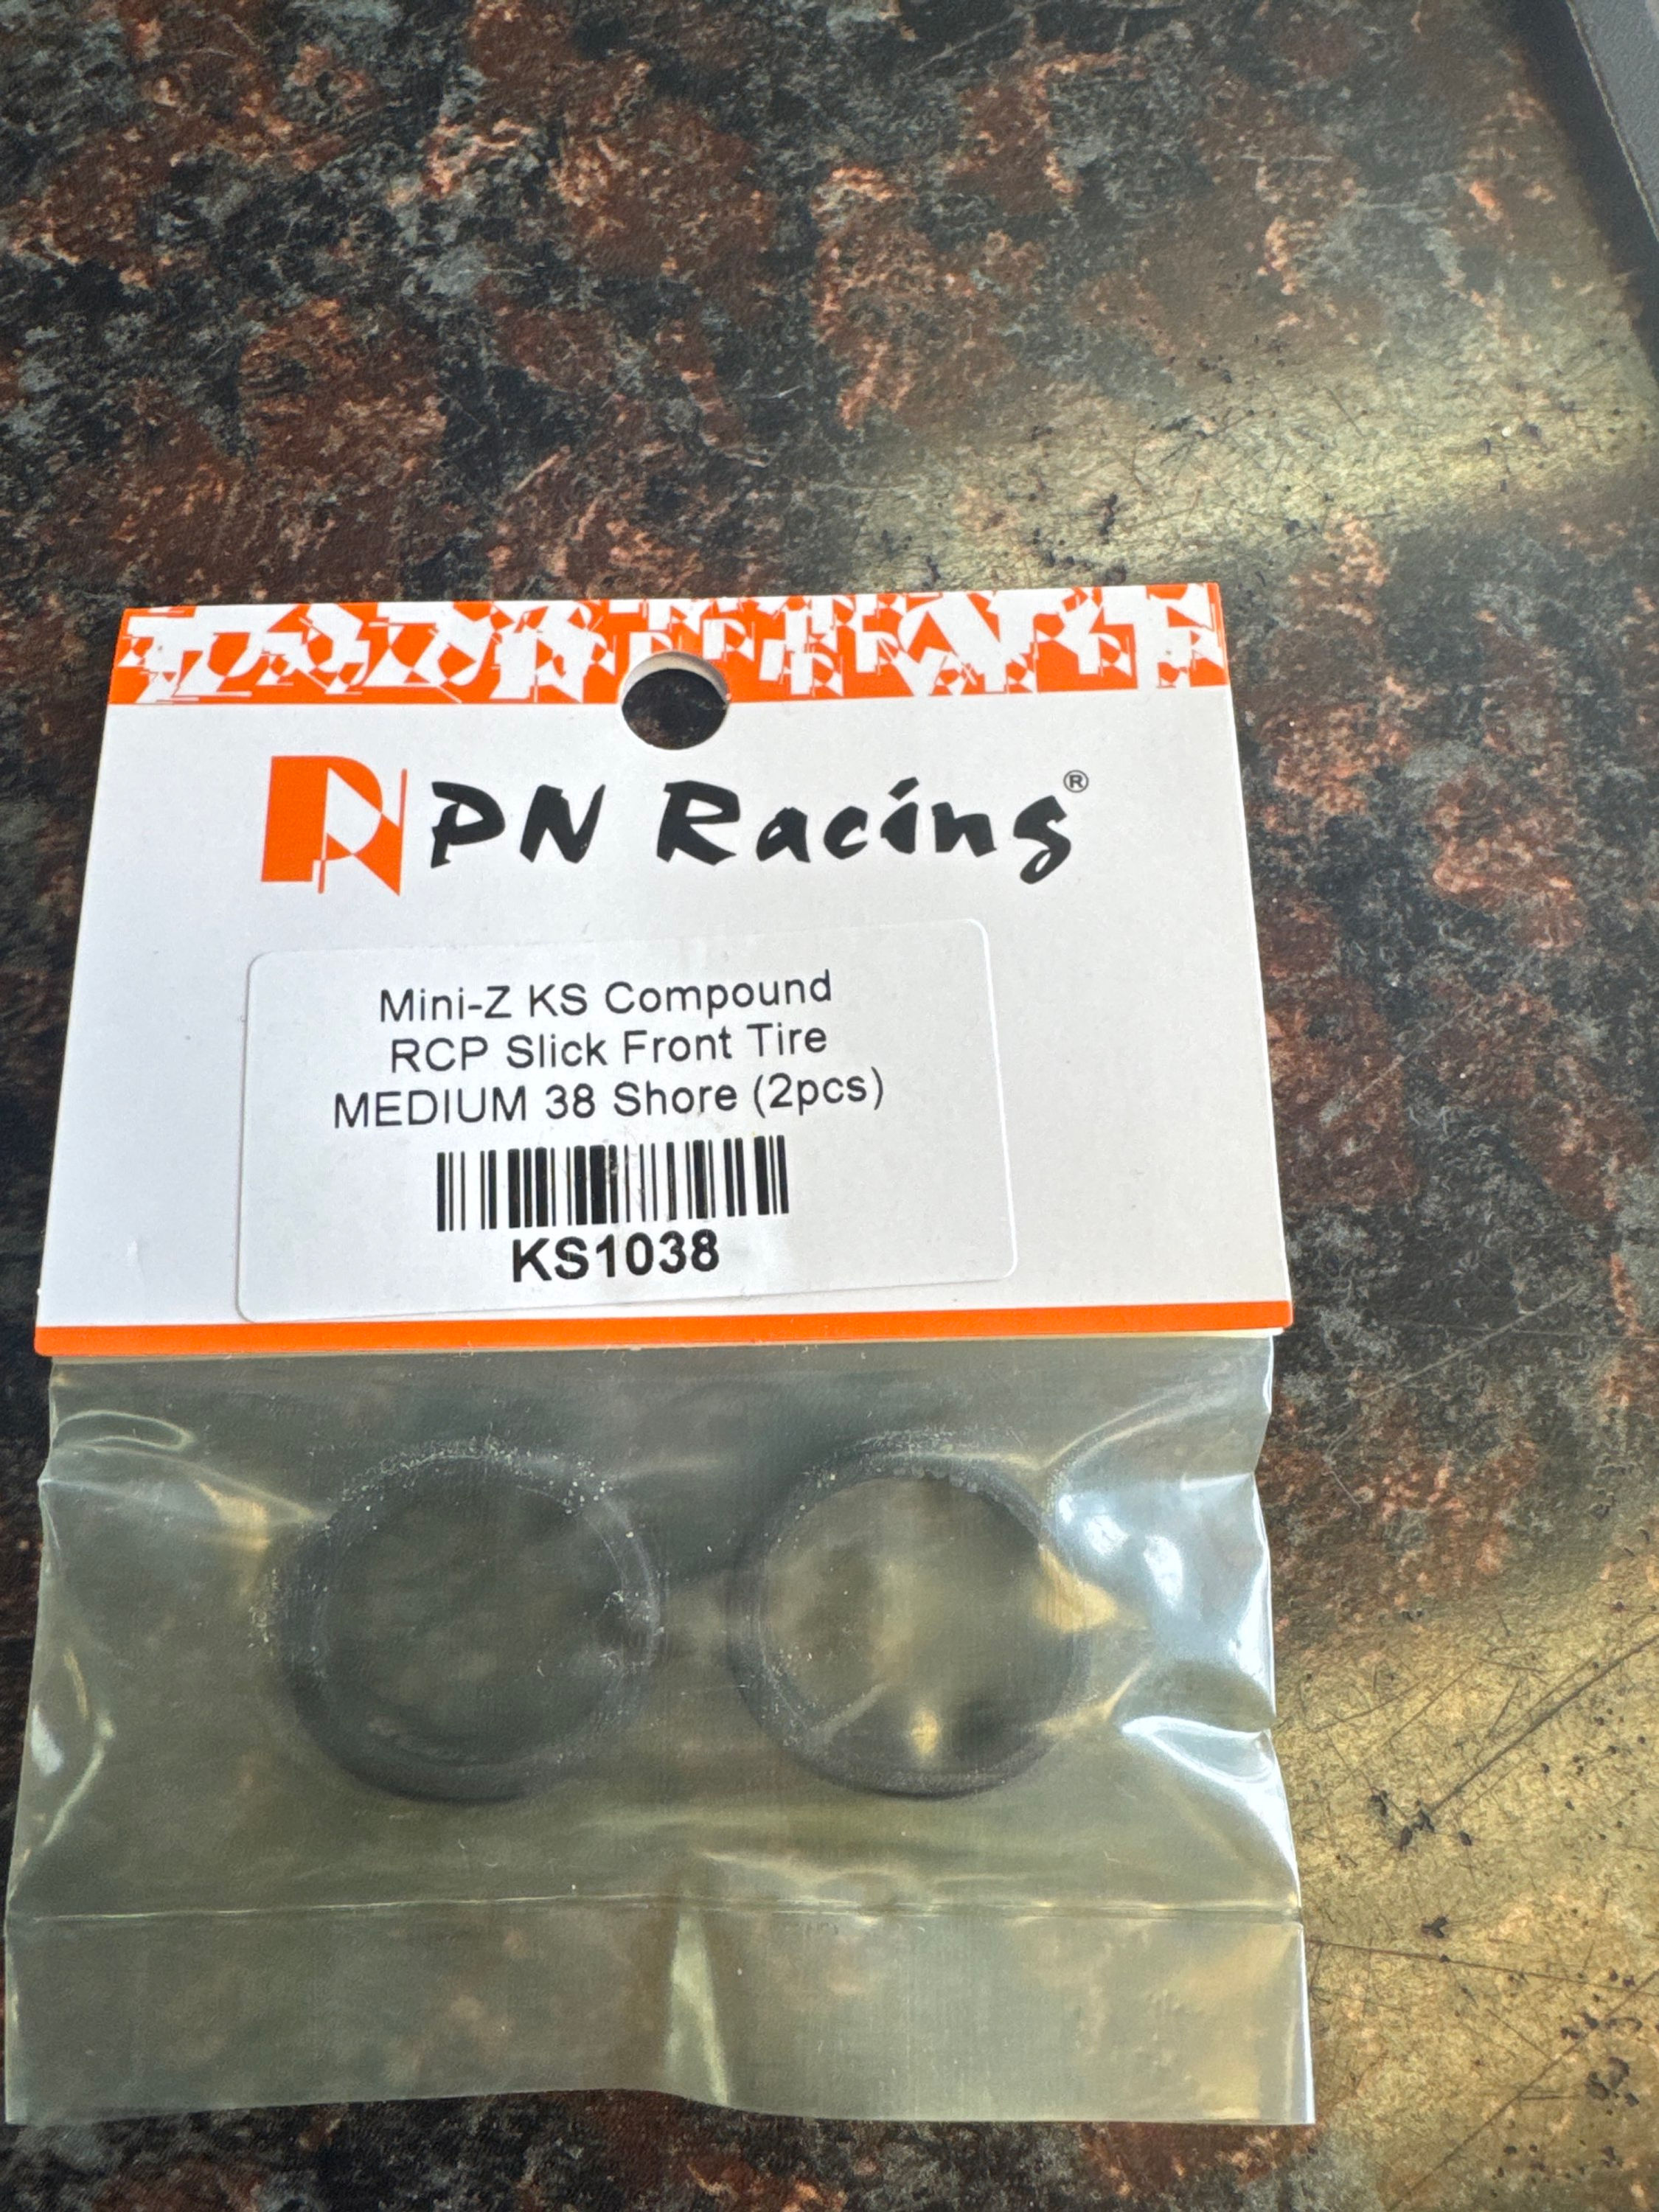 PN Racing®
Mini-Z KS Compound
RCP Slick Front Tire
MEDIUM 38 Shore (2pcs)
KS1038